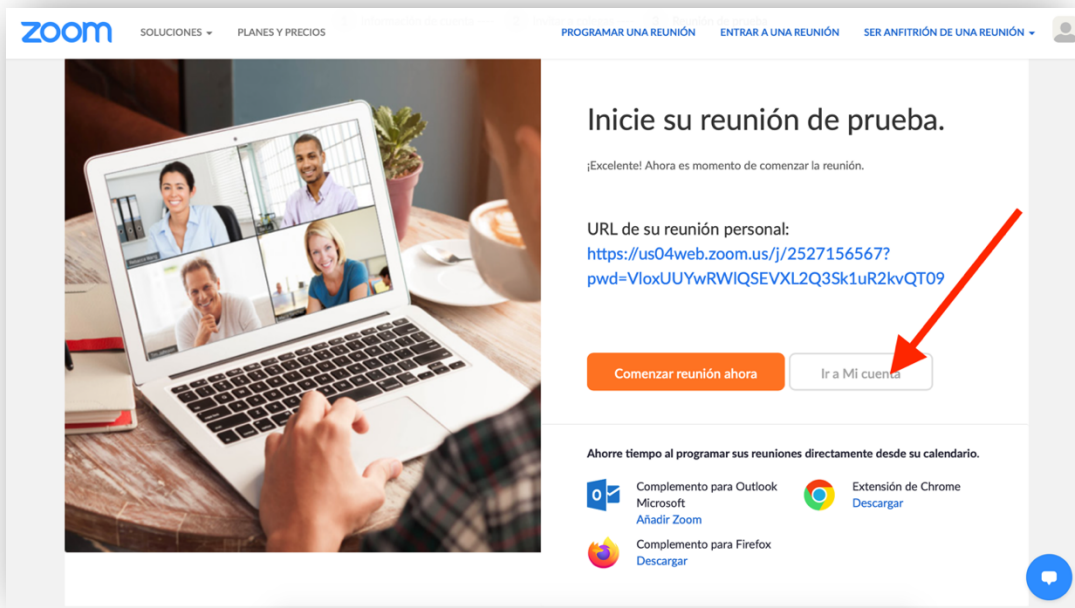 zoom
SOLUCIONES
PLANES Y PRECIOS
PROGRAMAR UNA REUNIÓN
ENTRAR A UNA REUNIÓN
SER ANFITRIÓN DE UNA REUNIÓN
Inicie su reunión de prueba.
¡Excelente! Ahora es momento de comenzar la reunión.
URL de su reunión personal:
https://us04web.zoom.us/j/2527156567?
pwd=VloxUUYwRWlQSEVXL2Q3Sk1uR2kvQT09
Comenzar reunión ahora
Ir a Mi cuenta
Ahorre tiempo al programar sus reuniones directamente desde su calendario.
Complemento para Outlook
Microsoft
Añadir Zoom
Extensión de Chrome
Descargar
Complemento para Firefox
Descargar